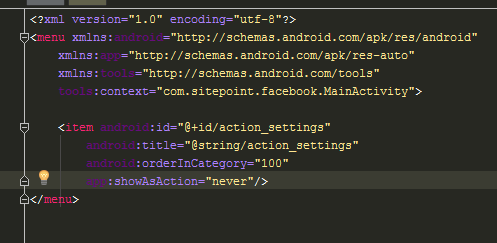 <?xml version="1.0" encoding="utf-8"?>
<menu xmlns:android="http://schemas.android.com/apk/res/android"
xmlns:app="http://schemas.android.com/apk/res-auto"
xmlns:tools="http://schemas.android.com/tools"
tools:context="com.sitepoint.facebook.MainActivity">
<item android:id="@+id/action_settings"
android:title="@string/action_settings"
android:orderInCategory="100"
app:showAsAction="never"/>
</menu>